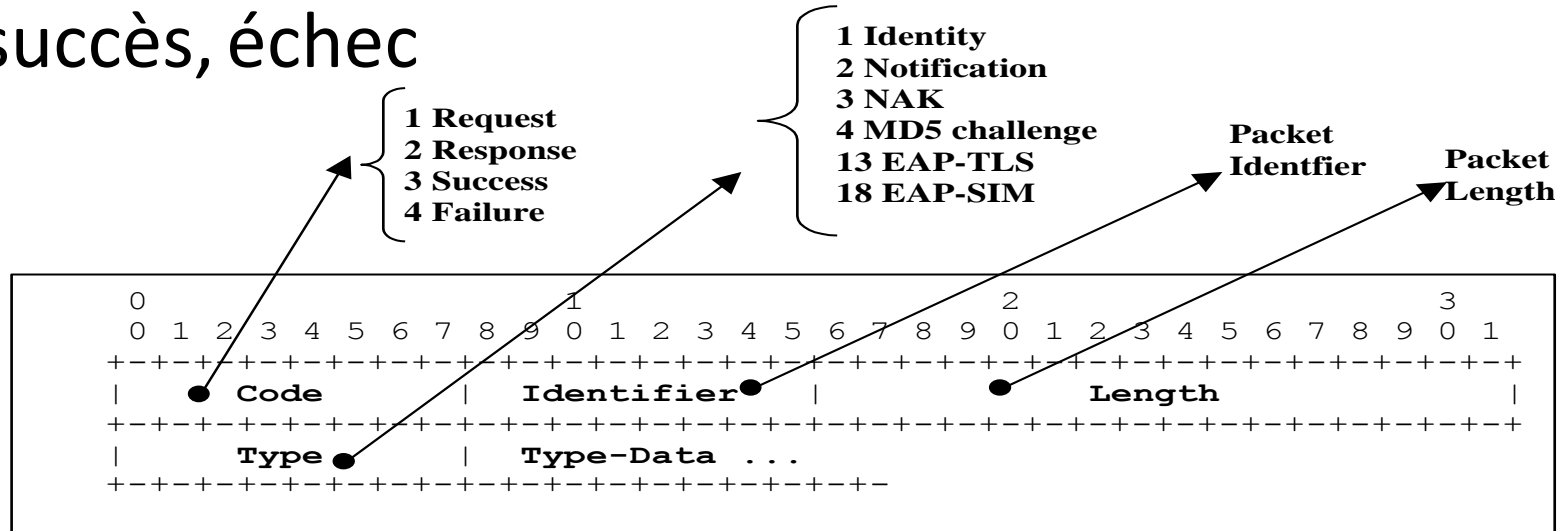 succès, échec
1 Request
2 Response
3 Success
4 Failure
1 Identity
2 Notification
3 NAK
4 MD5 challenge
13 EAP-TLS
18 EAP-SIM
Packet
Identfier
Packet
Length
0 1 2 3
0 1 2 3 4 5 6 7 8 9 0 1 2 3 4 5 6 7 8 9 0 1 2 3 4 5 6 7 8 9 0 1
+-+-+-+-+-+-+-+-+-+-+-+-+-+-+-+-+-+-+-+-+-+-+-+-+-+-+-+-+-+-+-+-+
| Code | Identifier | Length |
+-+-+-+-+-+-+-+-+-+-+-+-+-+-+-+-+-+-+-+-+-+-+-+-+-+-+-+-+-+-+-+-+
| Type | Type-Data ...
+-+-+-+-+-+-+-+-+-+-+-+-+-+-+-+-+-+-